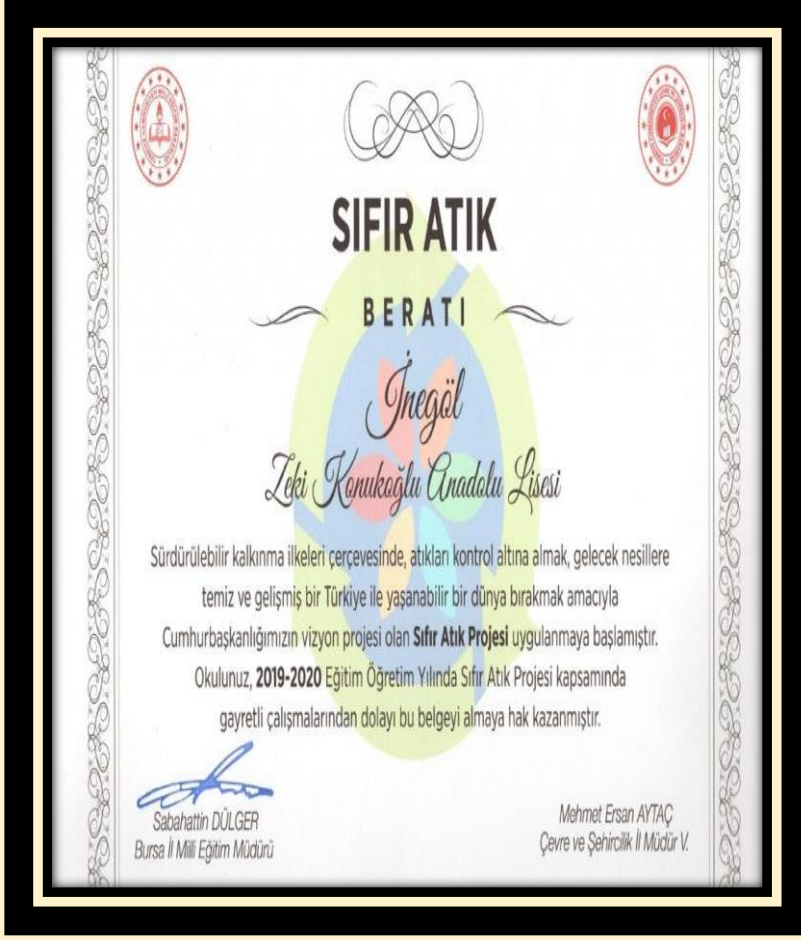 SIFIR ATIK
BERATI
İnegöl
Zeki Konukoğlu Anadolu Lisesi
Sürdürülebilir kalkınma ilkeleri çerçevesinde, atıkları kontrol altına almak, gelecek nesillere
temiz ve gelişmiş bir Türkiye ile yaşanabilir bir dünya bırakmak amacıyla
Cumhurbaşkanlığımızın vizyon projesi olan Sıfır Atık Projesi uygulanmaya başlamıştır.
Okulunuz, 2019-2020 Eğitim Öğretim Yılında Sıfır Atık Projesi kapsamında
gayretli çalışmalarından dolayı bu belgeyi almaya hak kazanmıştır.
Sabahattin DÜLGER
Bursa İl Milli Eğitim Müdürü
Mehmet Ersan AYTAÇ
Çevre ve Şehircilik İl Müdür V.